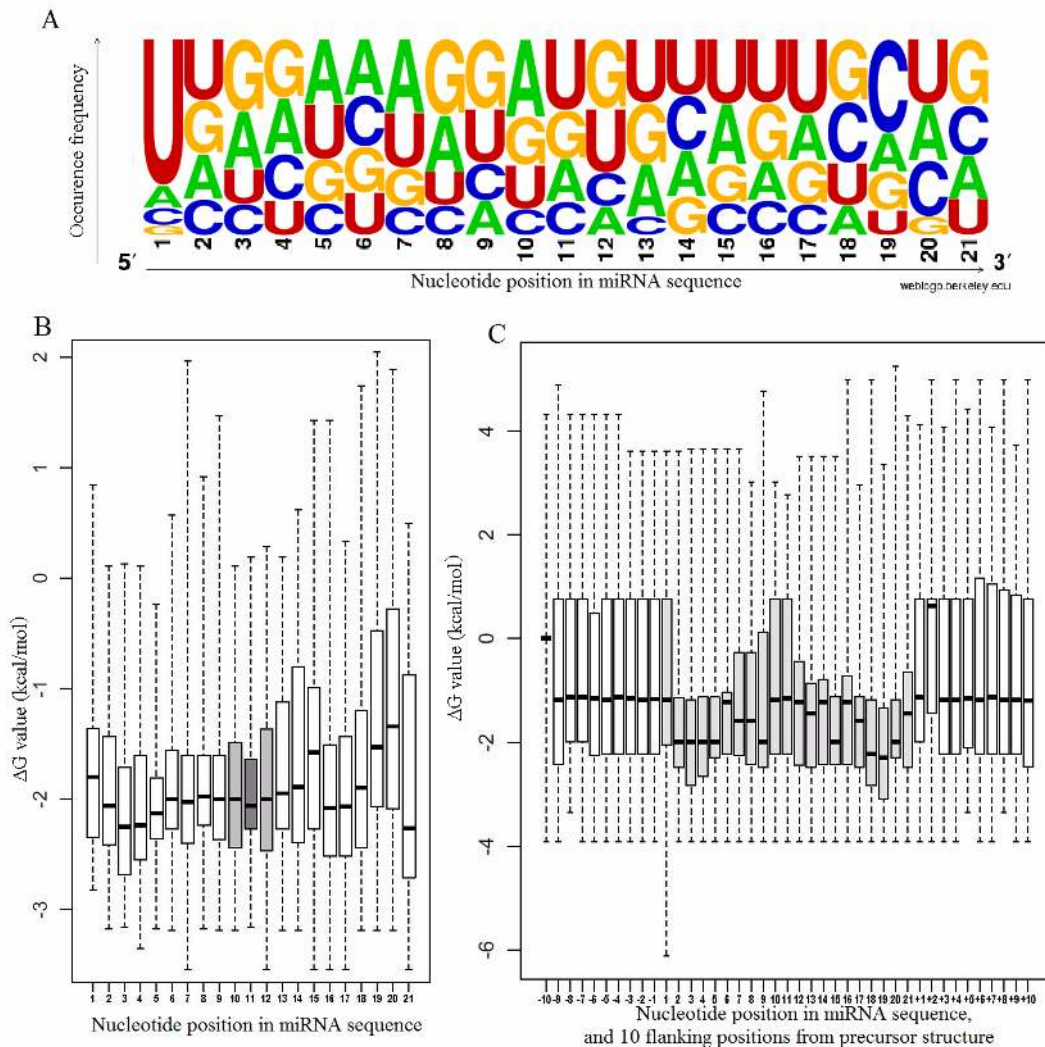 A
Occurence frequency
UUGGAAAGGAUGUUUUUGCUG
AGAAUCUAUGGUGCAGACAAC
CAUCGGGUCUACAAGAGUGCA
GCCUCUCCACCACGCCCAUGU
1 2 3 4 5 6 7 8 9 10 11 12 13 14 15 16 17 18 19 20 21
5′ 3′
Nucleotide position in miRNA sequence
weblogo.berkeley.edu
B
ΔG value (kcal/mol)
2
0
-1
-2
-3
1 2 3 4 5 6 7 8 9 10 11 12 13 14 15 16 17 18 19 20 21
Nucleotide position in miRNA sequence
C
ΔG value (kcal/mol)
4
2
0
-2
-4
-6
-10 -9 -8 -7 -6 -5 -4 -3 -2 -1 1 2 3 4 5 6 7 8 9 10 11 12 13 14 15 16 17 18 19 20 21 +1 +2 +3 +4 +5 +6 +7 +8 +9 +10
Nucleotide position in miRNA sequence,
and 10 flanking positions from precursor structure